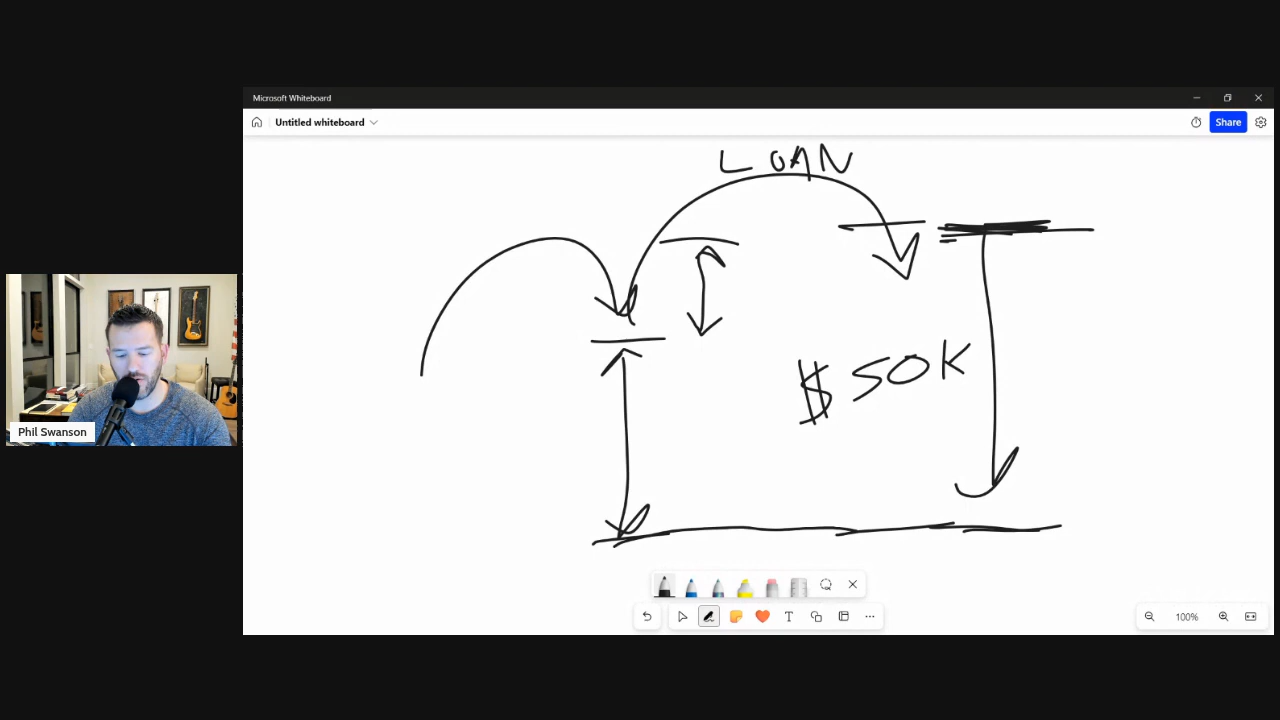 Microsoft Whiteboard
Untitled whiteboard
Share
LOAN
$50K
Phil Swanson
100%